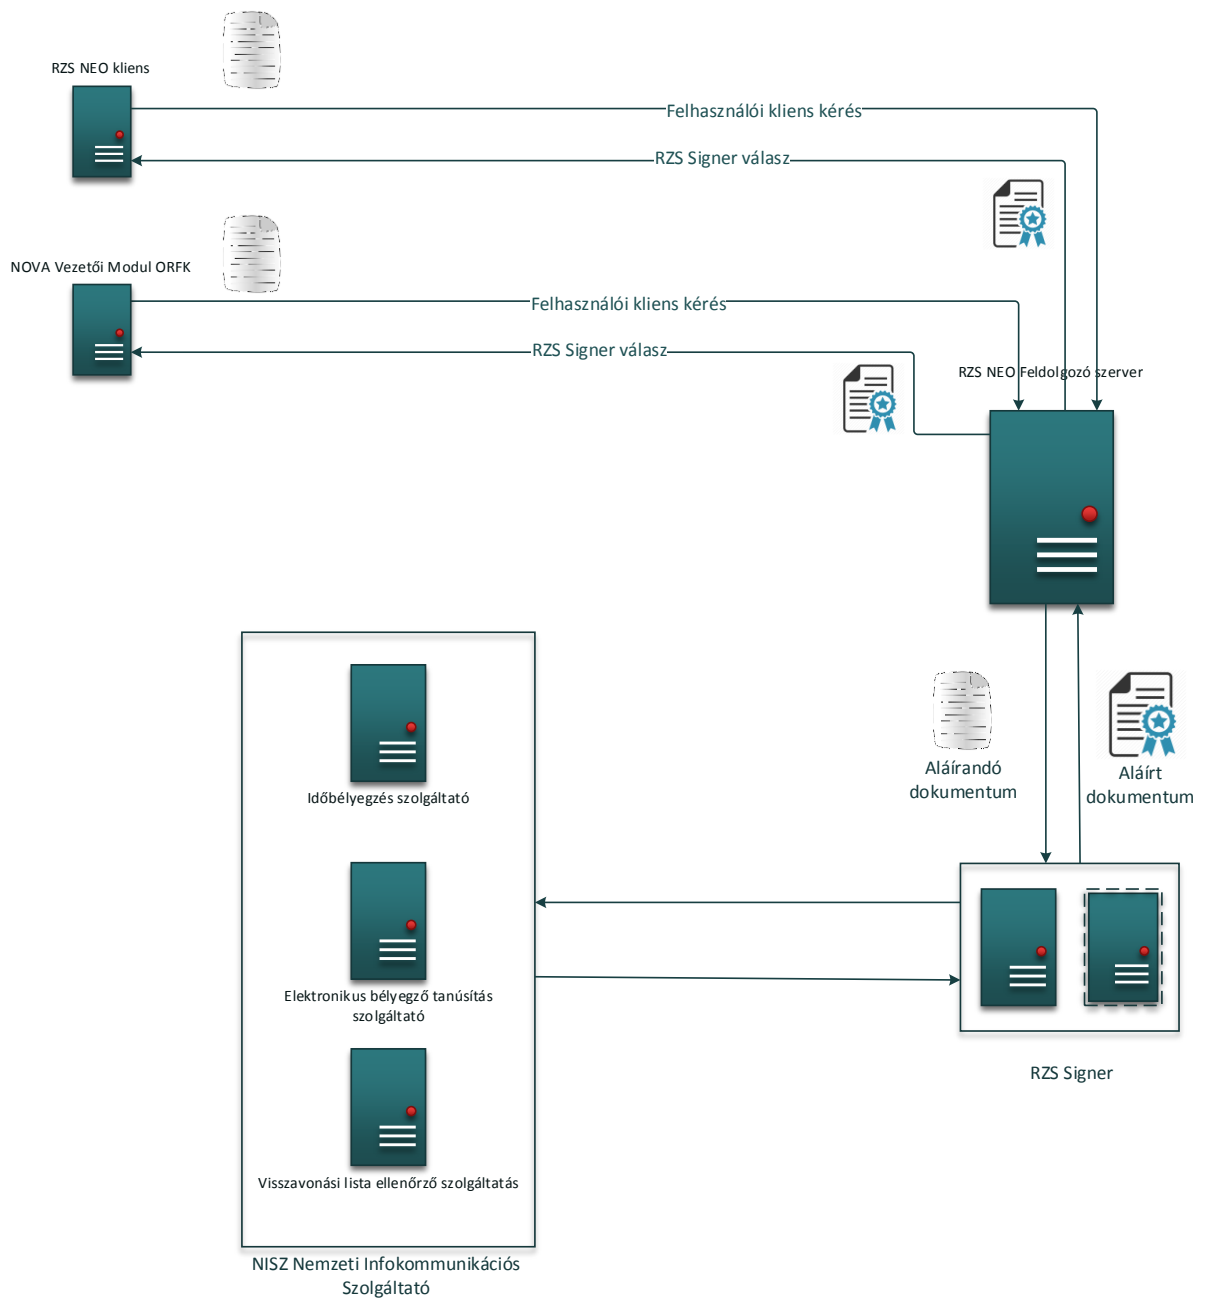 RZS NEO kliens
Felhasználói kliens kérés
RZS Signer válasz
NOVA Vezetői Modul ORFK
Felhasználói kliens kérés
RZS Signer válasz
RZS NEO Feldolgozó szerver
Aláírandó
dokumentum
Aláírt
dokumentum
Időbélyegzés szolgáltató
Elektronikus bélyegző tanúsítás
szolgáltató
RZS Signer
Visszavonási lista ellenőrző szolgáltatás
NISZ Nemzeti Infokommunikációs
Szolgáltató